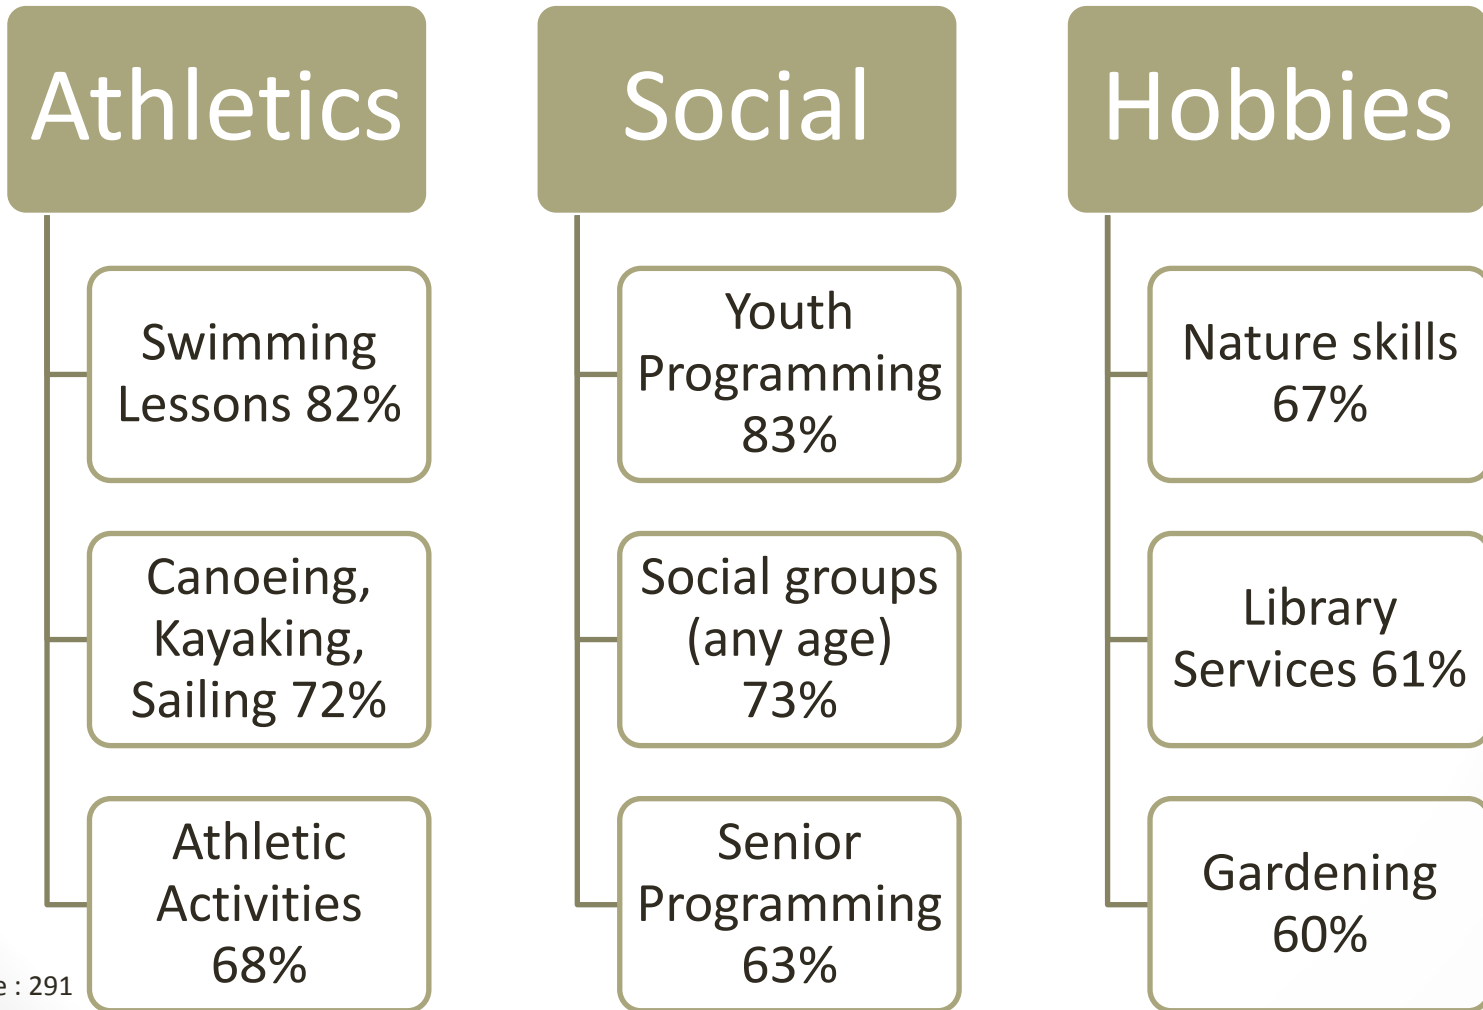 Athletics
Swimming
Lessons 82%
Canoeing,
Kayaking,
Sailing 72%
Athletic
Activities
68%
Social
Youth
Programming
83%
Social groups
(any age)
73%
Senior
Programming
63%
Hobbies
Nature skills
67%
Library
Services 61%
Gardening
60%
: 291